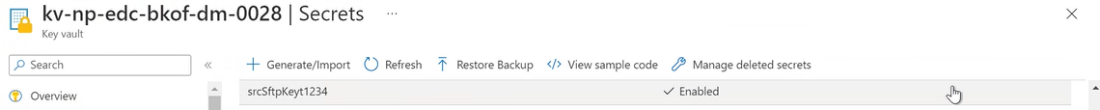 kv-np-edc-bkof-dm-0028 | Secrets ...
Key vault
Search
«
Generate/Import Refresh Restore Backup View sample code Manage deleted secrets
Overview
srcSftpKeyt1234 Enabled